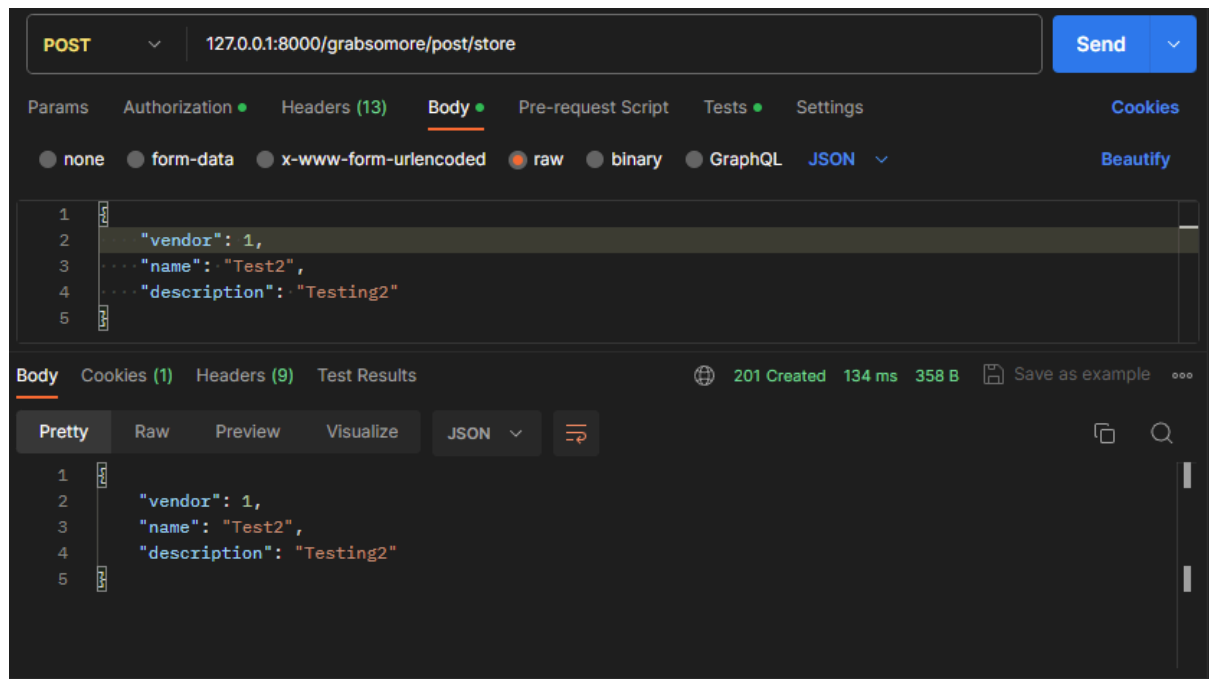 POST 127.0.0.1:8000/grabsomore/post/store Send
Params Authorization Headers (13) Body Pre-request Script Tests Settings Cookies
none form-data x-www-form-urlencoded raw binary GraphQL JSON Beautify
1 {
2 "vendor": 1,
3 "name": "Test2",
4 "description": "Testing2"
5 }
Body Cookies (1) Headers (9) Test Results 201 Created 134 ms 358 B Save as example
Pretty Raw Preview Visualize JSON
1 {
2 "vendor": 1,
3 "name": "Test2",
4 "description": "Testing2"
5 }